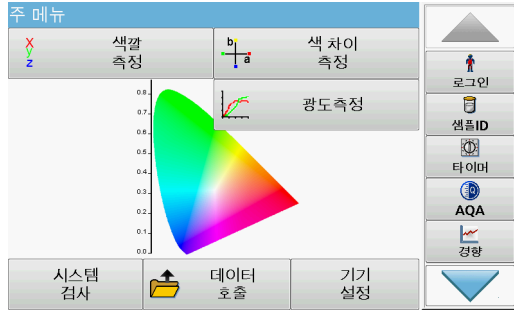 주 메뉴
X
y
z
색깔
측정
b
a
색 차이
측정
광도측정
0.8
0.7
0.6
0.5
0.4
0.3
0.2
0.1
0.0
시스템
검사
데이터
호출
기기
설정
로그인
샘플ID
타이머
AQA
경향